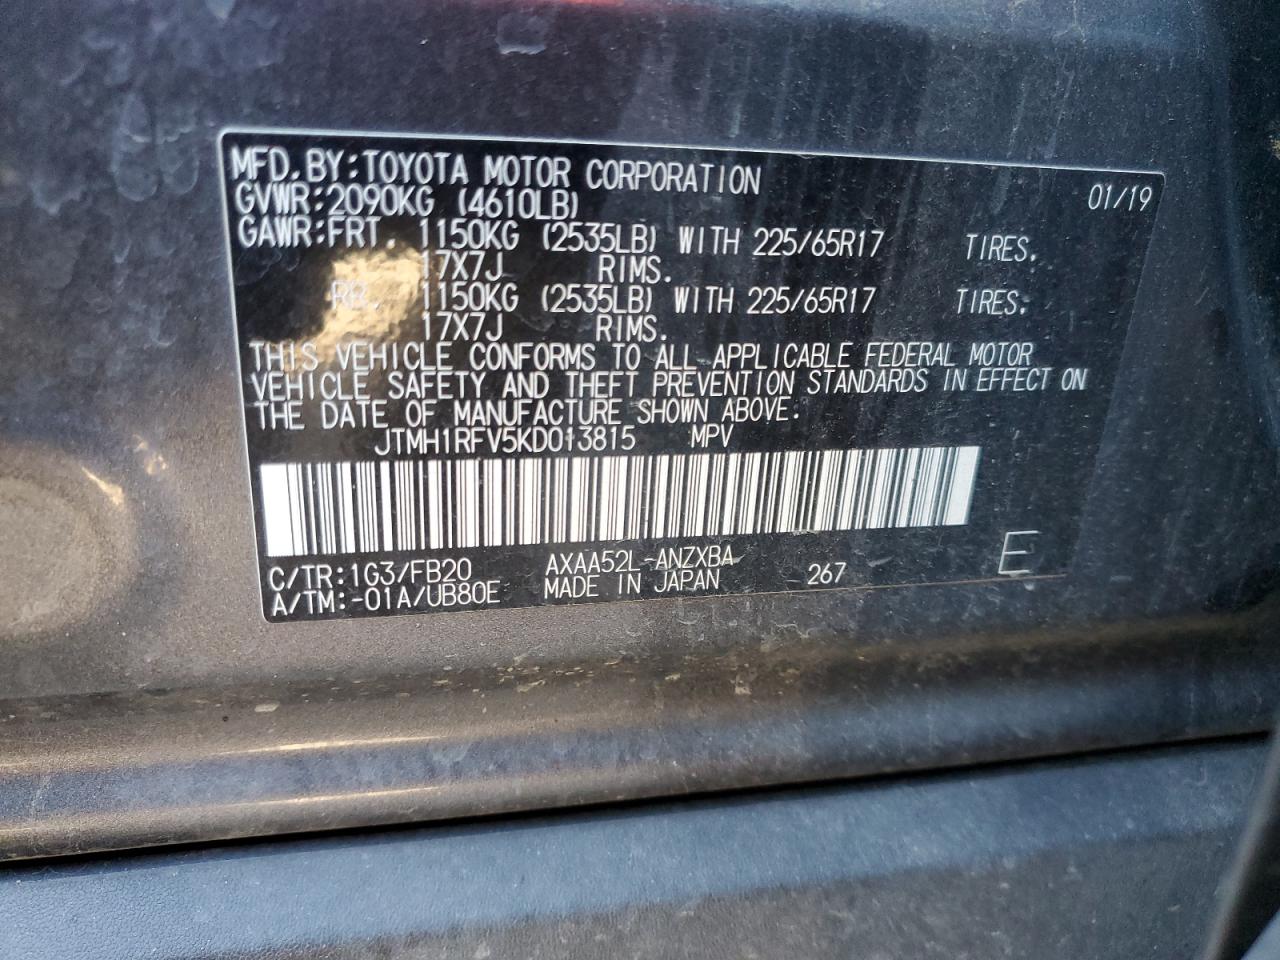 MFD.BY:TOYOTA MOTOR CORPORATION 01/19
GVWR:2090KG (4610LB)
GAWR:FRT. 1150KG (2535LB) WITH 225/65R17 TIRES.
17X7J RIMS.
RR. 1150KG (2535LB) WITH 225/65R17 TIRES:
17X7J RIMS.
THIS VEHICLE CONFORMS TO ALL APPLICABLE FEDERAL MOTOR
VEHICLE SAFETY AND THEFT PREVENTION STANDARDS IN EFFECT ON
THE DATE OF MANUFACTURE SHOWN ABOVE.
JTMH1RFV5KD013815 MPV
C/TR:1G3/FB20 AXAA52L-ANZXBA
A/TM:-01A/UB80E MADE IN JAPAN 267 E